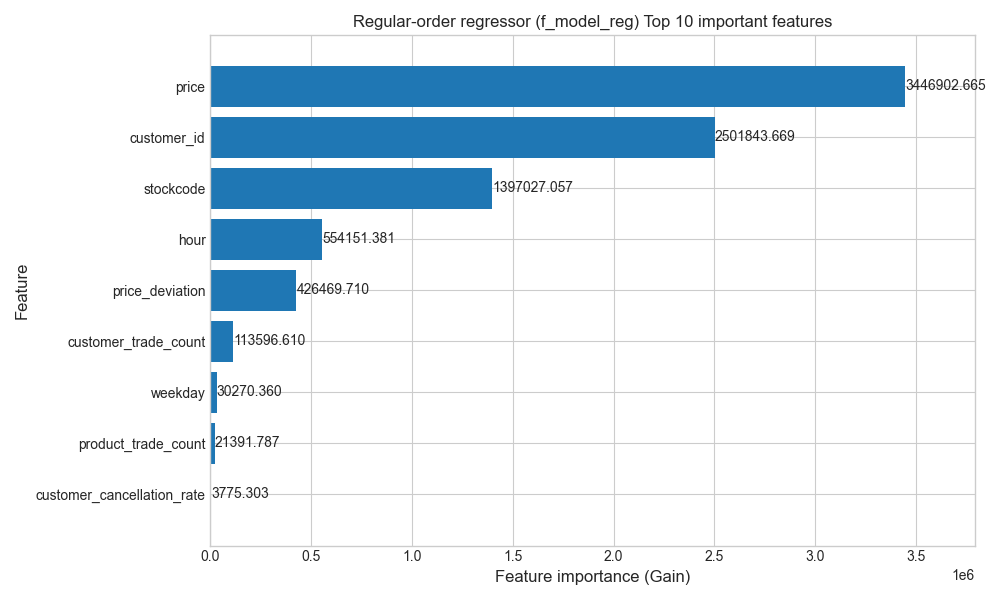 Regular-order regressor (f_model_reg) Top 10 important features
price
3446902.665
customer_id
2501843.669
stockcode
1397027.057
hour
554151.381
price_deviation
426469.710
customer_trade_count
113596.610
weekday
30270.360
product_trade_count
21391.787
customer_cancellation_rate
3775.303
Feature
0.0 0.5 1.0 1.5 2.0 2.5 3.0 3.5
1e6
Feature importance (Gain)